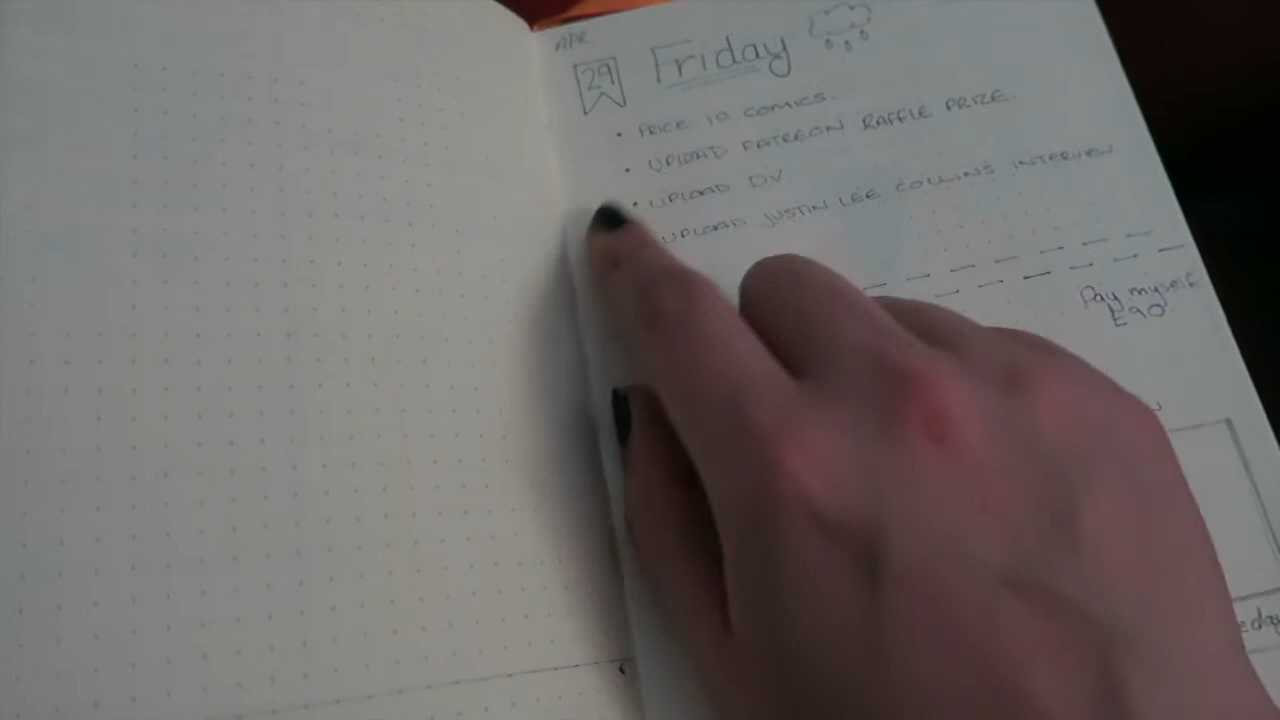 APR
29 Friday
• PRICE 10 COMICS.
• UPLOAD PATREON RAFFLE PRIZE.
• UPLOAD DV
UPLOAD JUSTIN LEE COLLINS INTERVIEW
Pay myself
£90